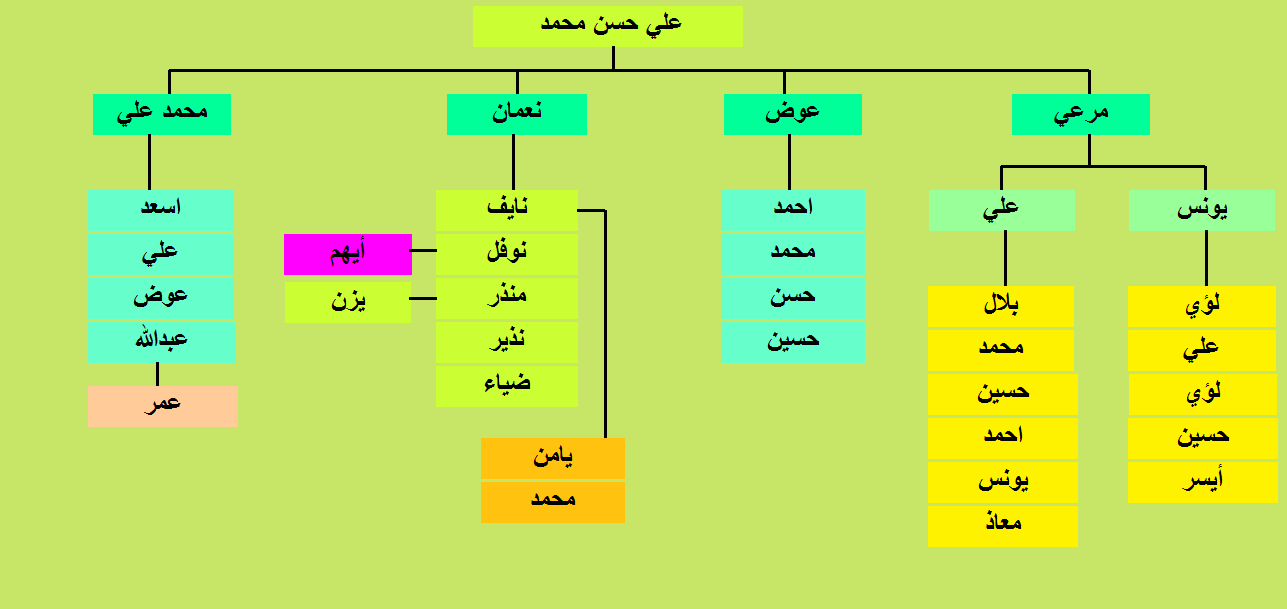 علي حسن محمد
مرعي
عوض
نعمان
محمد علي
يونس
علي
لؤي
علي
لؤي
حسين
أيسر
بلال
محمد
حسين
احمد
يونس
معاذ
احمد
محمد
حسن
حسين
نايف
نوفل
منذر
نذير
ضياء
أيهم
يزن
يامن
محمد
اسعد
علي
عوض
عبدالله
عمر